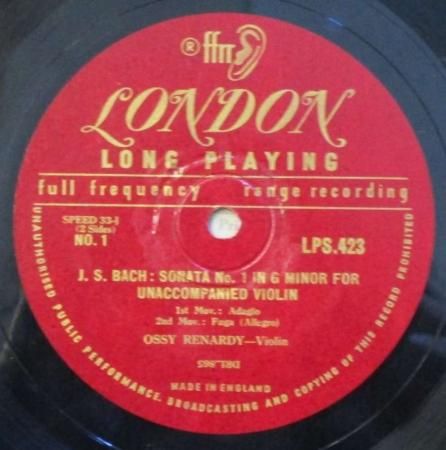 ® ffrr
LONDON
LONG PLAYING
full frequency range recording
SPEED 33-⅓
(2 Sides)
NO. 1
LPS.423
J. S. BACH : SONATA No. 1 IN G MINOR FOR
UNACCOMPANIED VIOLIN
1st Mov.: Adagio
2nd Mov.: Fuga (Allegro)
OSSY RENARDY—Violin
DRL.865
MADE IN ENGLAND
UNAUTHORISED PUBLIC PERFORMANCE, BROADCASTING AND COPYING OF THIS RECORD PROHIBITED